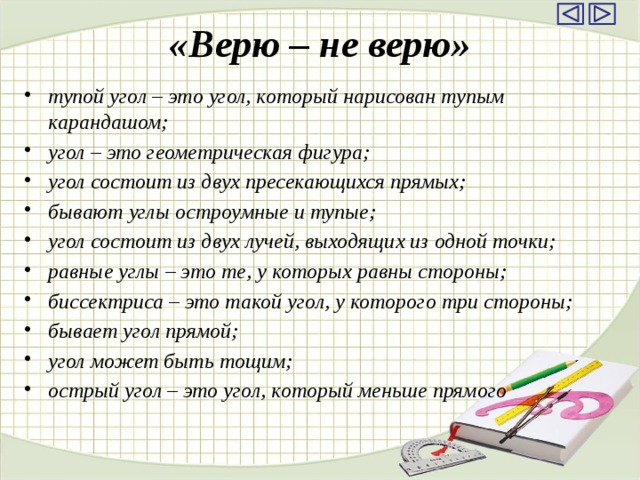 «Верю – не верю»
• тупой угол – это угол, который нарисован тупым
карандашом;
• угол – это геометрическая фигура;
• угол состоит из двух пресекающихся прямых;
• бывают углы остроумные и тупые;
• угол состоит из двух лучей, выходящих из одной точки;
• равные углы – это те, у которых равны стороны;
• биссектриса – это такой угол, у которого три стороны;
• бывает угол прямой;
• угол может быть тощим;
• острый угол – это угол, который меньше прямого